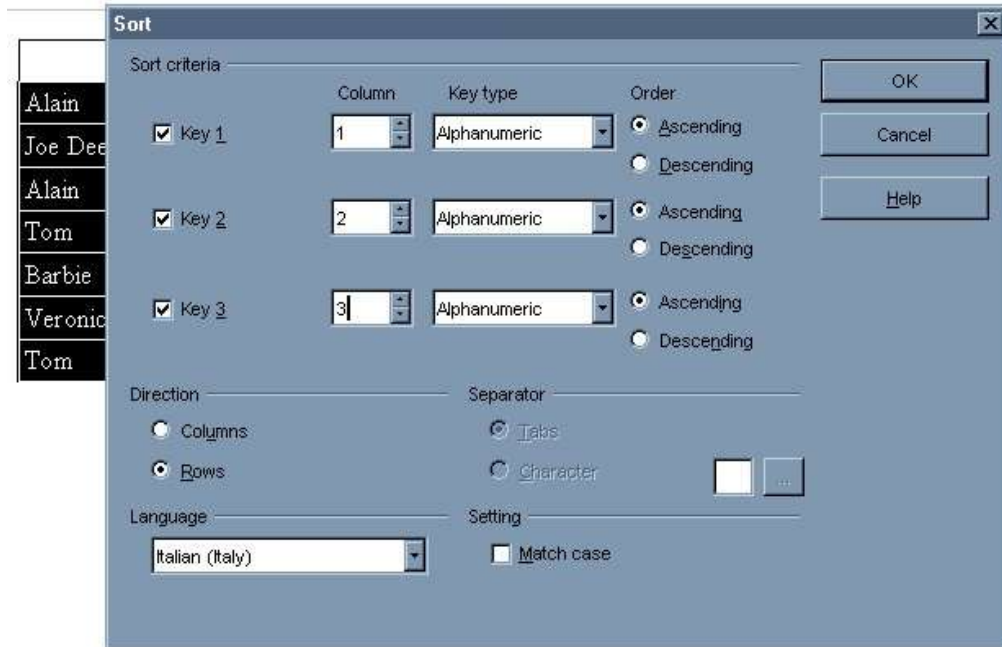 Sort
Sort criteria
Column Key type Order
Key 1 1 Alphanumeric Ascending
Descending
Key 2 2 Alphanumeric Ascending
Descending
Key 3 3 Alphanumeric Ascending
Descending
Direction
Columns
Rows
Separator
Tabs
Character
...
Language
Italian (Italy)
Setting
Match case
OK
Cancel
Help
Alain
Joe Dee
Alain
Tom
Barbie
Veronic
Tom